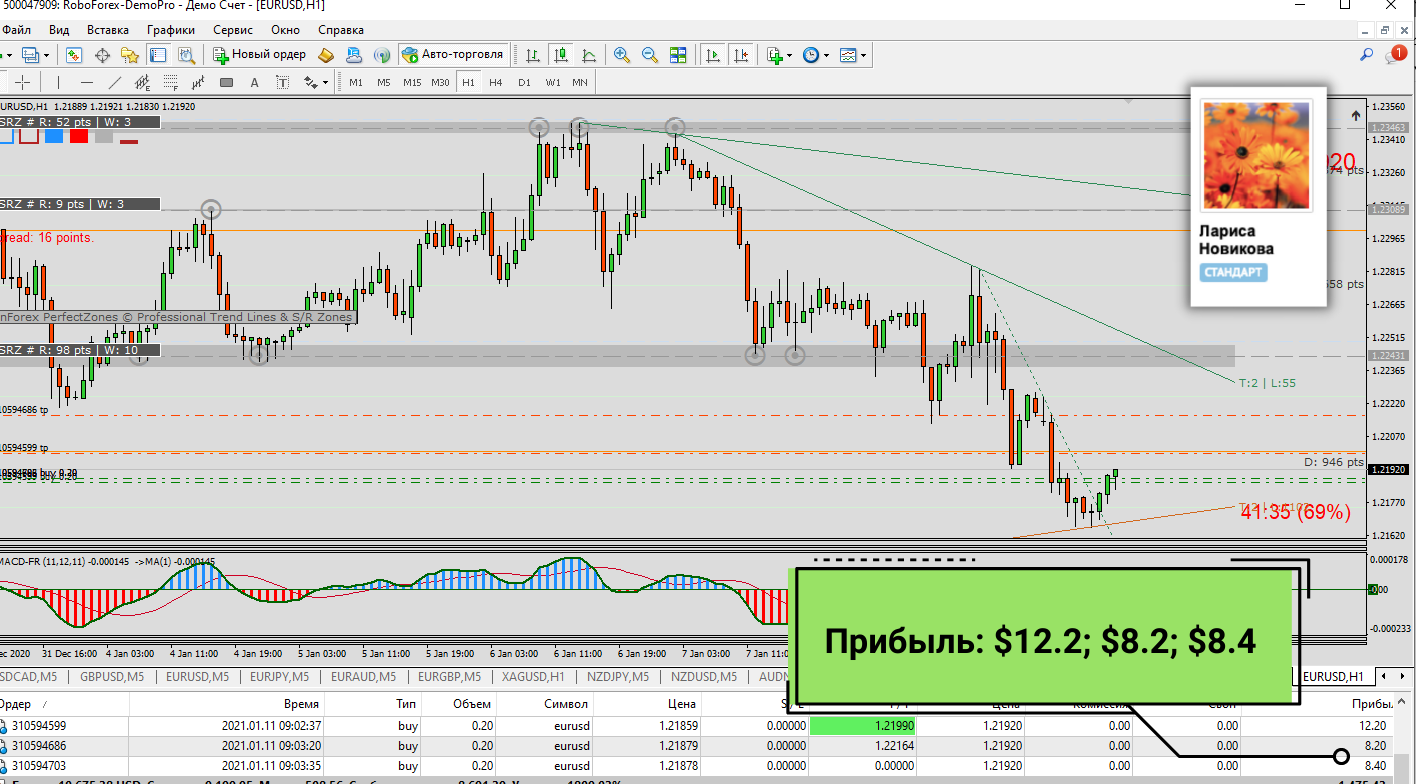 500047909: RoboForex-DemoPro - Демо Счет - [EURUSD,H1]
Файл Вид Вставка Графики Сервис Окно Справка
Новый ордер Авто-торговля 1
A T M1 M5 M15 M30 H1 H4 D1 W1 MN
URUSD,H1 1.21889 1.21921 1.21830 1.21920
SRZ # R: 52 pts | W: 3
SRZ # R: 9 pts | W: 3
read: 16 points.
nForex PerfectZones © Professional Trend Lines & S/R Zones
SRZ # R: 98 pts | W: 10
10594686 tp
10594599 tp
10594599 buy 0.20
Лариса
Новикова
СТАНДАРТ
20
74 pts
558 pts
T:2 | L:55
D: 946 pts
41:35 (69%)
1.23560
1.23463
1.23410
1.23260
1.23089
1.22965
1.22815
1.22665
1.22515
1.22431
1.22365
1.22220
1.22070
1.21920
1.21770
1.21620
MACD-FR (11,12,11) -0.000145 ->MA(1) -0.000145
0.000178
0.00
-0.000233
Прибыль: $12.2; $8.2; $8.4
ec 2020 31 Dec 16:00 4 Jan 03:00 4 Jan 11:00 4 Jan 19:00 5 Jan 03:00 5 Jan 11:00 5 Jan 19:00 6 Jan 03:00 6 Jan 11:00 6 Jan 19:00 7 Jan 03:00 7 Jan 11:0
SDCAD,M5 GBPUSD,M5 EURUSD,M5 EURJPY,M5 EURAUD,M5 EURGBP,M5 XAGUSD,H1 NZDJPY,M5 NZDUSD,M5 AUDN EURUSD,H1
Ордер / Время Тип Объем Символ Цена Прибы
310594599 2021.01.11 09:02:37 buy 0.20 eurusd 1.21859 0.00000 1.21990 1.21920 0.00 0.00 12.20
310594686 2021.01.11 09:03:20 buy 0.20 eurusd 1.21879 0.00000 1.22164 1.21920 0.00 0.00 8.20
310594703 2021.01.11 09:03:35 buy 0.20 eurusd 1.21878 0.00000 0.00000 1.21920 0.00 0.00 8.40